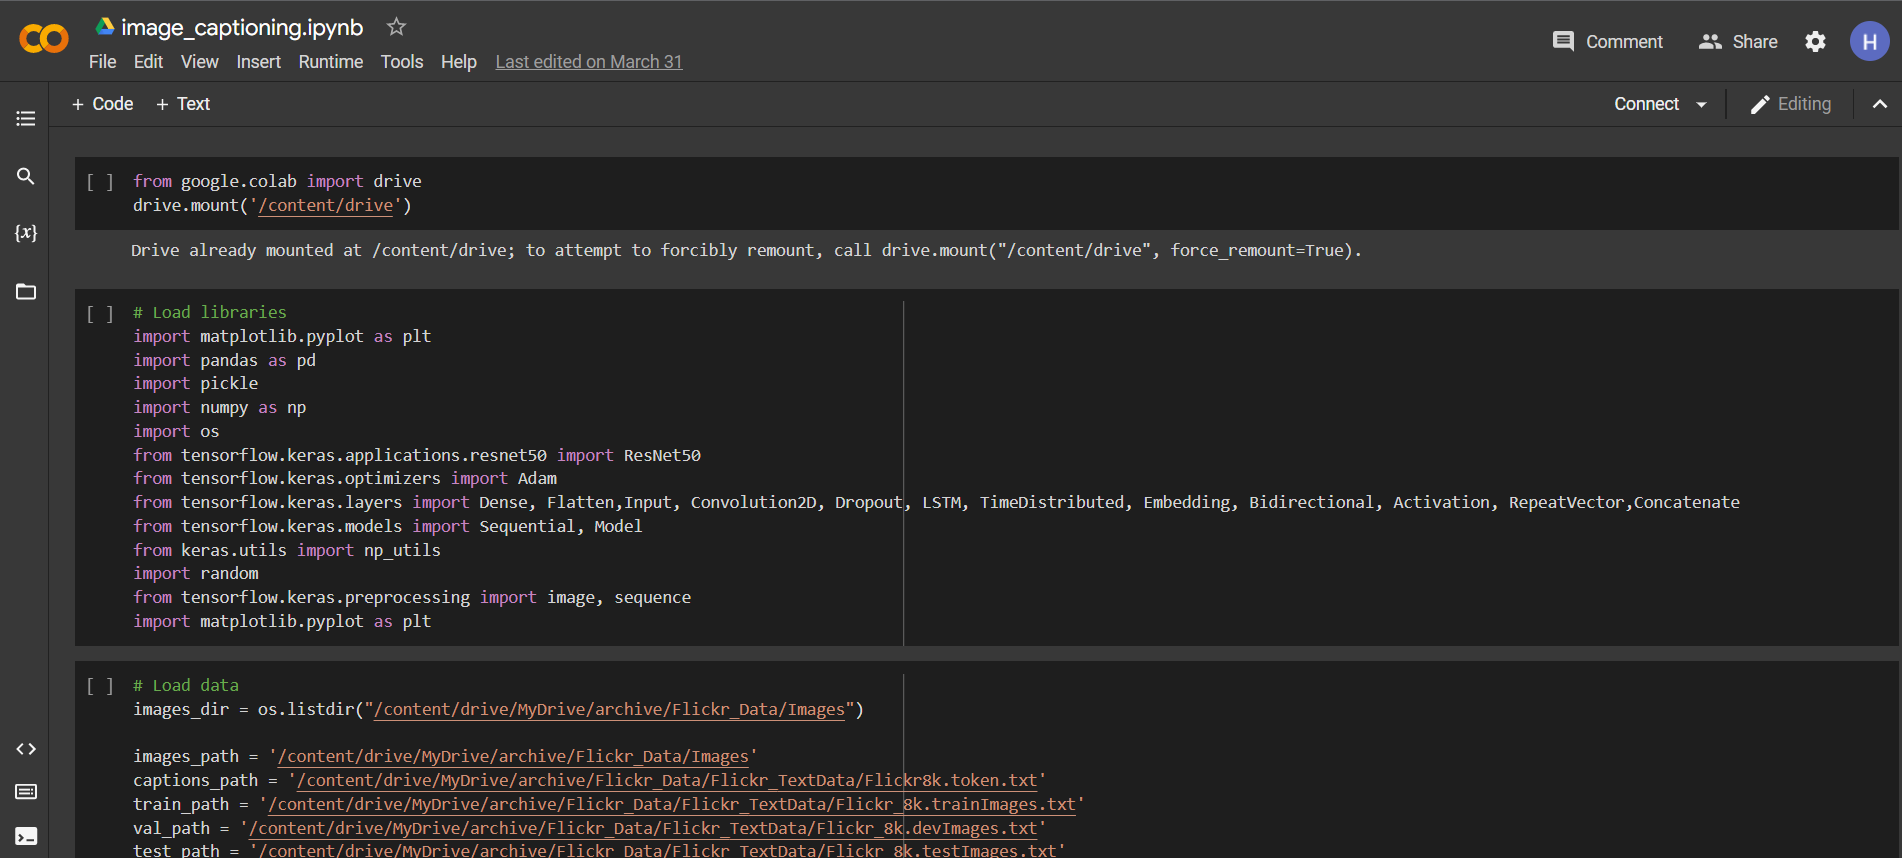 image_captioning.ipynb
File Edit View Insert Runtime Tools Help Last edited on March 31
Comment Share H
+ Code + Text
Connect Editing
{x}
[ ] from google.colab import drive
drive.mount('/content/drive')
Drive already mounted at /content/drive; to attempt to forcibly remount, call drive.mount("/content/drive", force_remount=True).
[ ] # Load libraries
import matplotlib.pyplot as plt
import pandas as pd
import pickle
import numpy as np
import os
from tensorflow.keras.applications.resnet50 import ResNet50
from tensorflow.keras.optimizers import Adam
from tensorflow.keras.layers import Dense, Flatten,Input, Convolution2D, Dropout, LSTM, TimeDistributed, Embedding, Bidirectional, Activation, RepeatVector,Concatenate
from tensorflow.keras.models import Sequential, Model
from keras.utils import np_utils
import random
from tensorflow.keras.preprocessing import image, sequence
import matplotlib.pyplot as plt
[ ] # Load data
images_dir = os.listdir("/content/drive/MyDrive/archive/Flickr_Data/Images")
images_path = '/content/drive/MyDrive/archive/Flickr_Data/Images'
captions_path = '/content/drive/MyDrive/archive/Flickr_Data/Flickr_TextData/Flickr8k.token.txt'
train_path = '/content/drive/MyDrive/archive/Flickr_Data/Flickr_TextData/Flickr_8k.trainImages.txt'
val_path = '/content/drive/MyDrive/archive/Flickr_Data/Flickr_TextData/Flickr_8k.devImages.txt'
test_path = '/content/drive/MyDrive/archive/Flickr_Data/Flickr_TextData/Flickr_8k.testImages.txt'